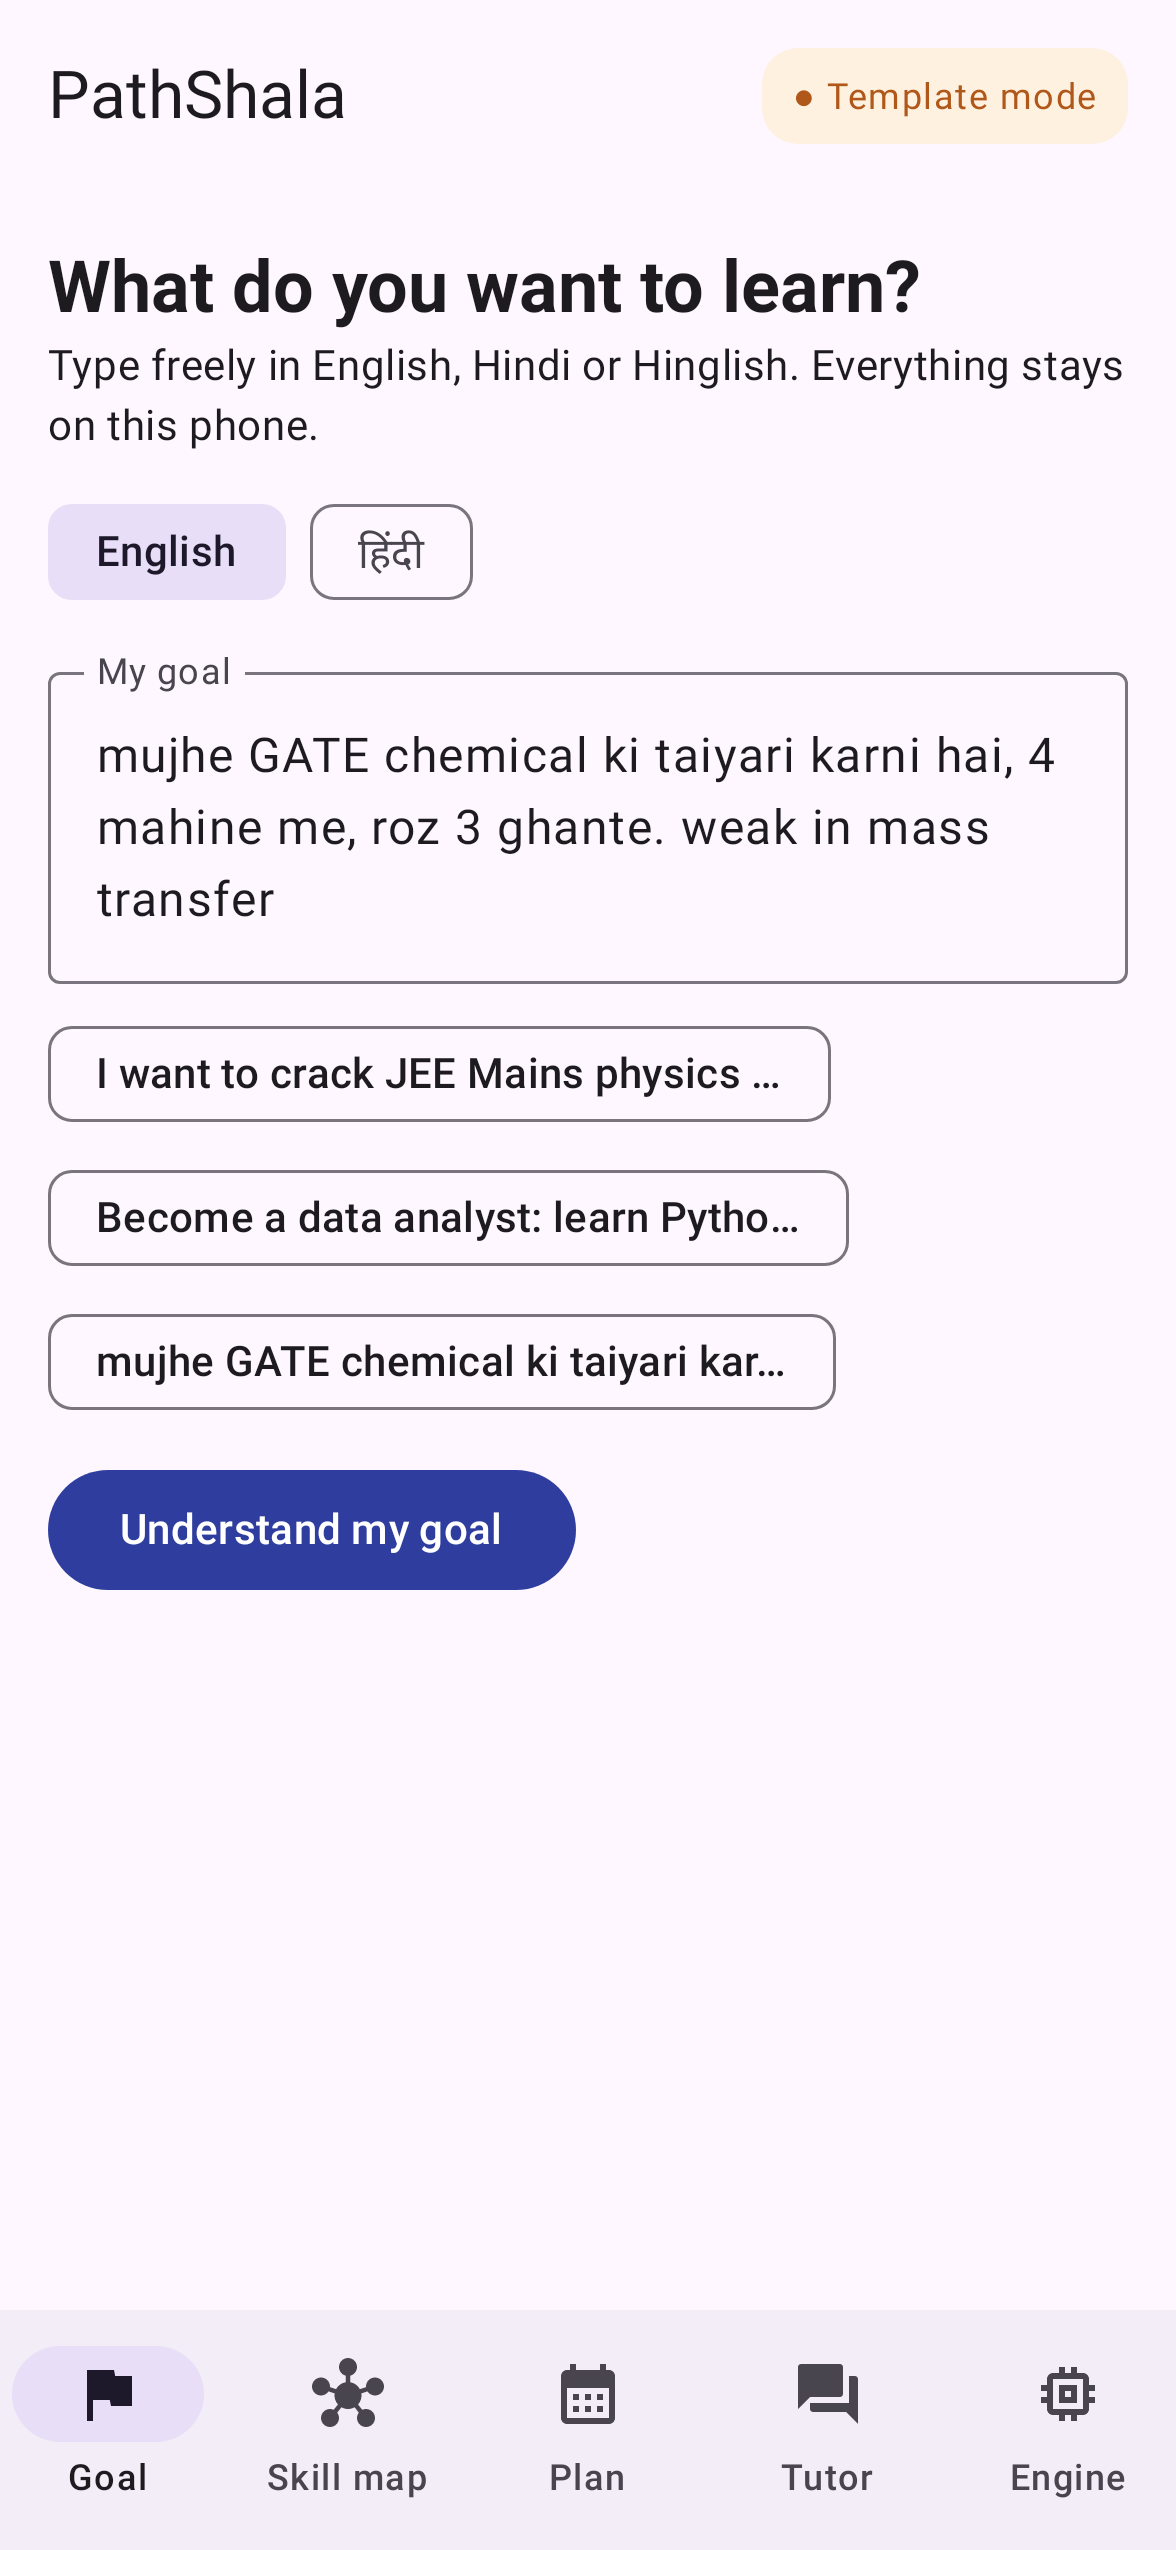 PathShala
Template mode
What do you want to learn?
Type freely in English, Hindi or Hinglish. Everything stays
on this phone.
English
हिंदी
My goal
mujhe GATE chemical ki taiyari karni hai, 4
mahine me, roz 3 ghante. weak in mass
transfer
I want to crack JEE Mains physics …
Become a data analyst: learn Pytho…
mujhe GATE chemical ki taiyari kar…
Understand my goal
Goal
Skill map
Plan
Tutor
Engine